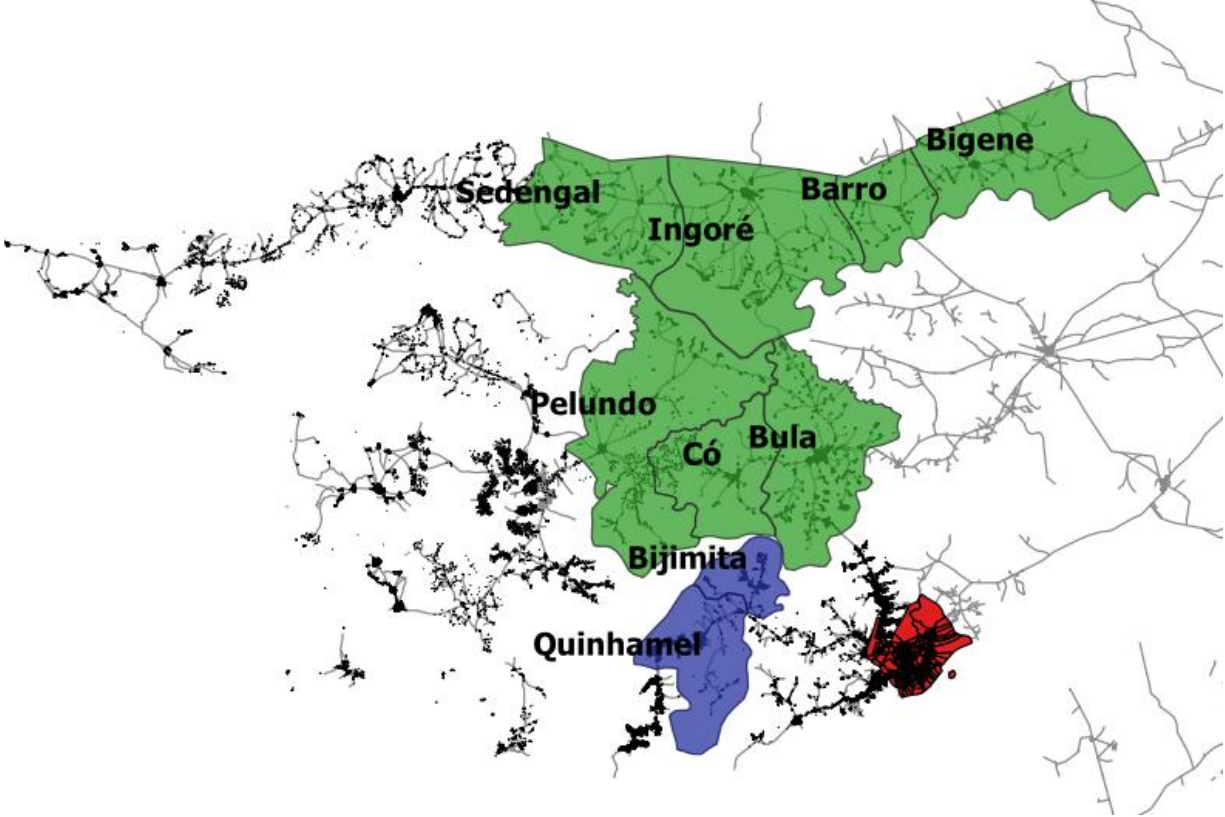 Bigene
Sedengal
Barro
Ingoré
Pelundo
Bula
Có
Bijimita
Quinhamel